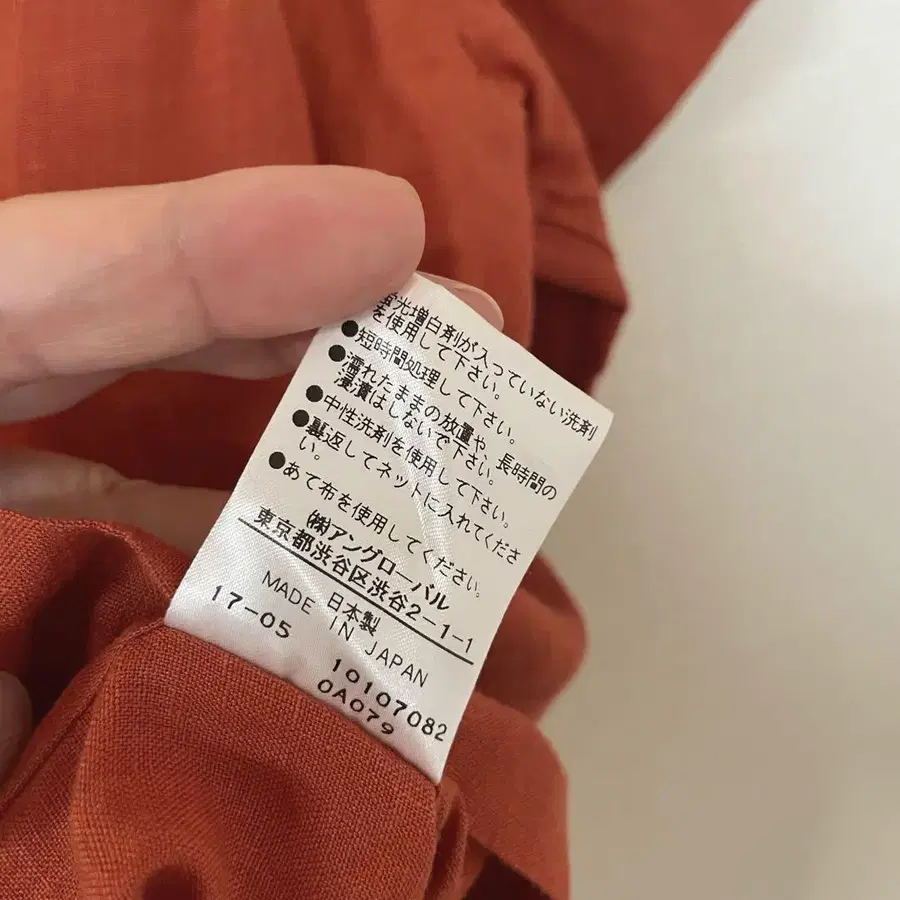 蛍光増白剤が入っていない洗剤
を使用して下さい。
●短時間処理して下さい。
●濡れたままの放置や、長時間の
浸漬はしないで下さい。
●中性洗剤を使用して下さい。
●裏返してネットに入れてくださ
い。
●あて布を使用してください。
㈱アングローバル
東京都渋谷区渋谷2-1-1
日本製
MADE IN JAPAN
17-05
10107082
0A079